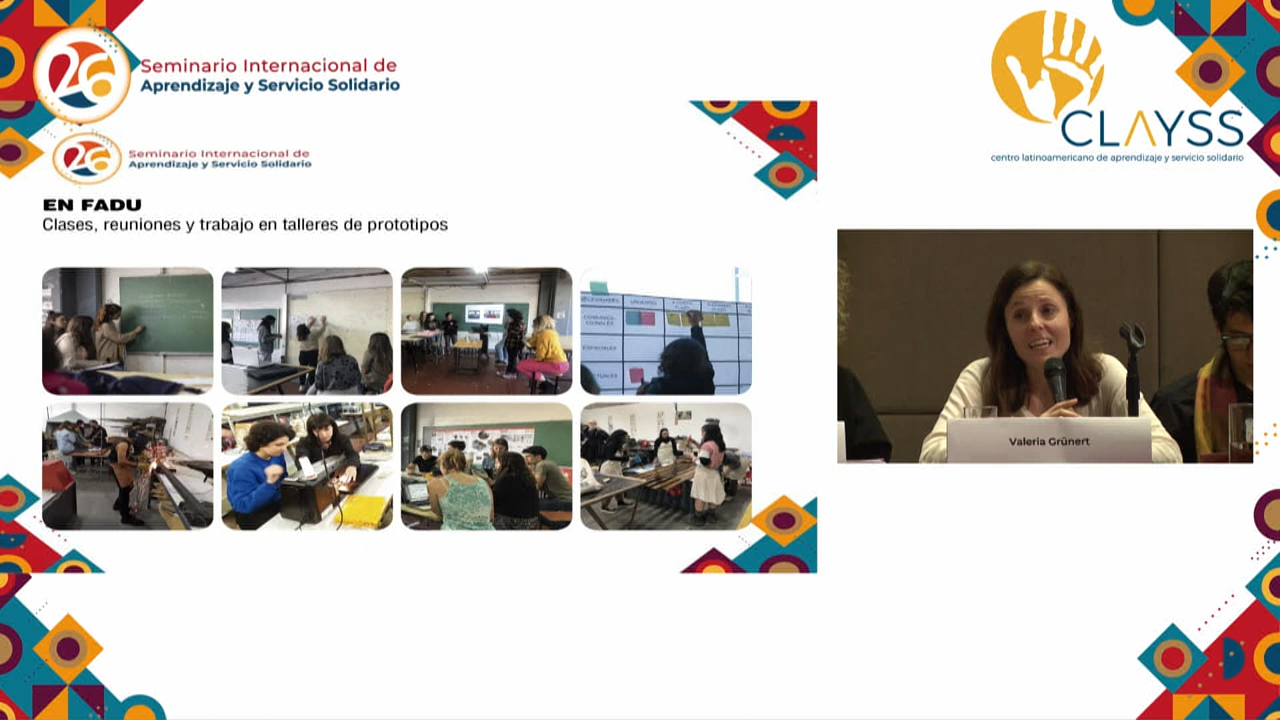 26
Seminario Internacional de
Aprendizaje y Servicio Solidario
CLAYSS
centro latinoamericano de aprendizaje y servicio solidario
26
Seminario Internacional de
Aprendizaje y Servicio Solidario
EN FADU
Clases, reuniones y trabajo en talleres de prototipos
Valeria Grünert